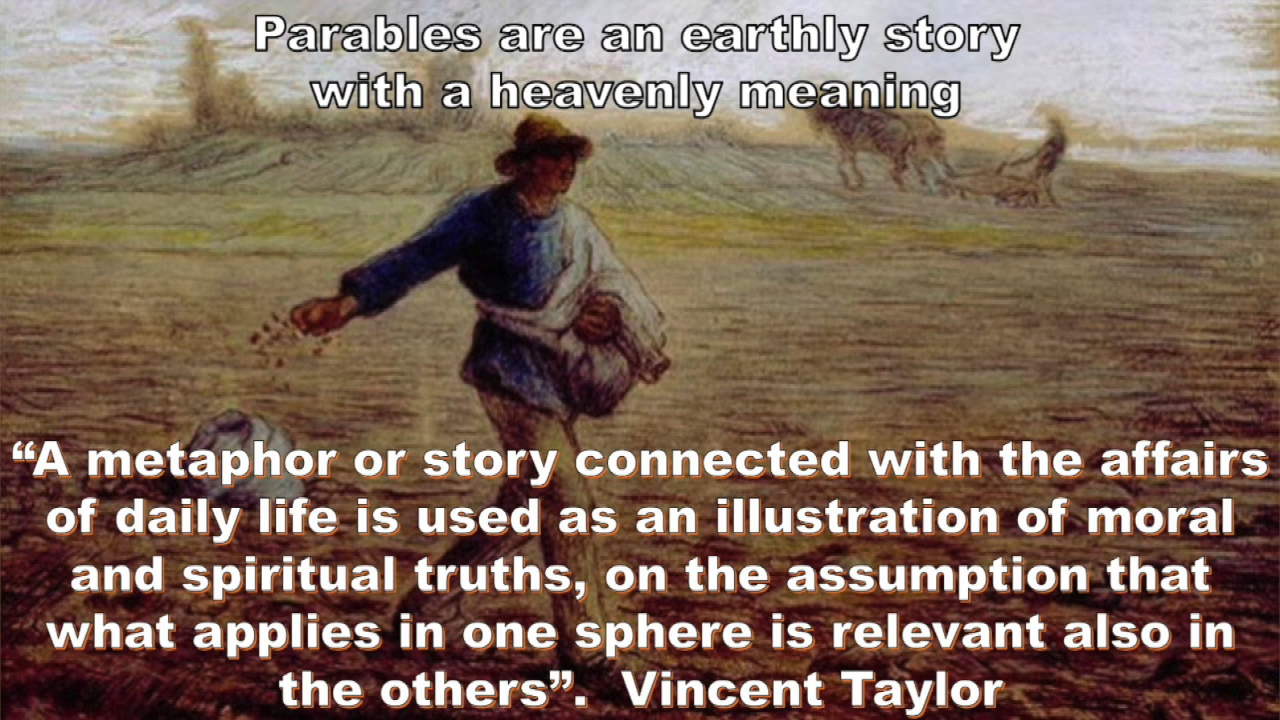 Parables are an earthly story
with a heavenly meaning
“A metaphor or story connected with the affairs
of daily life is used as an illustration of moral
and spiritual truths, on the assumption that
what applies in one sphere is relevant also in
the others”.  Vincent Taylor